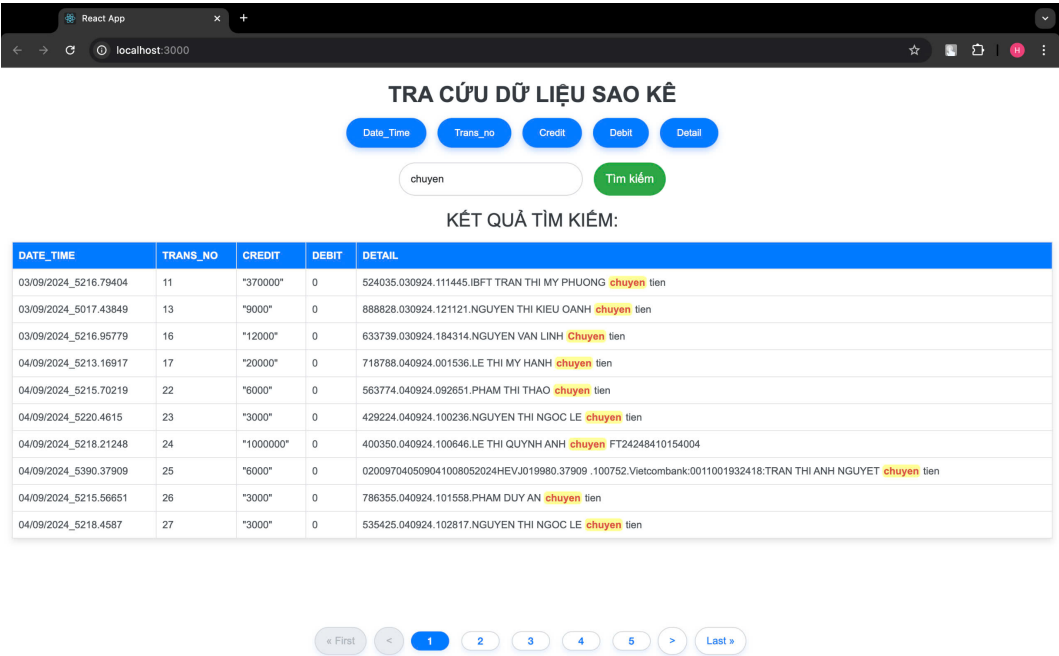 React App
localhost:3000
H
TRA CỨU DỮ LIỆU SAO KÊ
Date_Time Trans_no Credit Debit Detail
chuyen Tìm kiếm
KẾT QUẢ TÌM KIẾM:
DATE_TIME TRANS_NO CREDIT DEBIT DETAIL
03/09/2024_5216.79404 11 "370000" 0 524035.030924.111445.IBFT TRAN THI MY PHUONG chuyen tien
03/09/2024_5017.43849 13 "9000" 0 888828.030924.121121.NGUYEN THI KIEU OANH chuyen tien
03/09/2024_5216.95779 16 "12000" 0 633739.030924.184314.NGUYEN VAN LINH Chuyen tien
04/09/2024_5213.16917 17 "20000" 0 718788.040924.001536.LE THI MY HANH chuyen tien
04/09/2024_5215.70219 22 "6000" 0 563774.040924.092651.PHAM THI THAO chuyen tien
04/09/2024_5220.4615 23 "3000" 0 429224.040924.100236.NGUYEN THI NGOC LE chuyen tien
04/09/2024_5218.21248 24 "1000000" 0 400350.040924.100646.LE THI QUYNH ANH chuyen FT24248410154004
04/09/2024_5390.37909 25 "6000" 0 020097040509041008052024HEVJ019980.37909 .100752.Vietcombank:0011001932418:TRAN THI ANH NGUYET chuyen tien
04/09/2024_5215.56651 26 "3000" 0 786355.040924.101558.PHAM DUY AN chuyen tien
04/09/2024_5218.4587 27 "3000" 0 535425.040924.102817.NGUYEN THI NGOC LE chuyen tien
« First < 1 2 3 4 5 > Last »